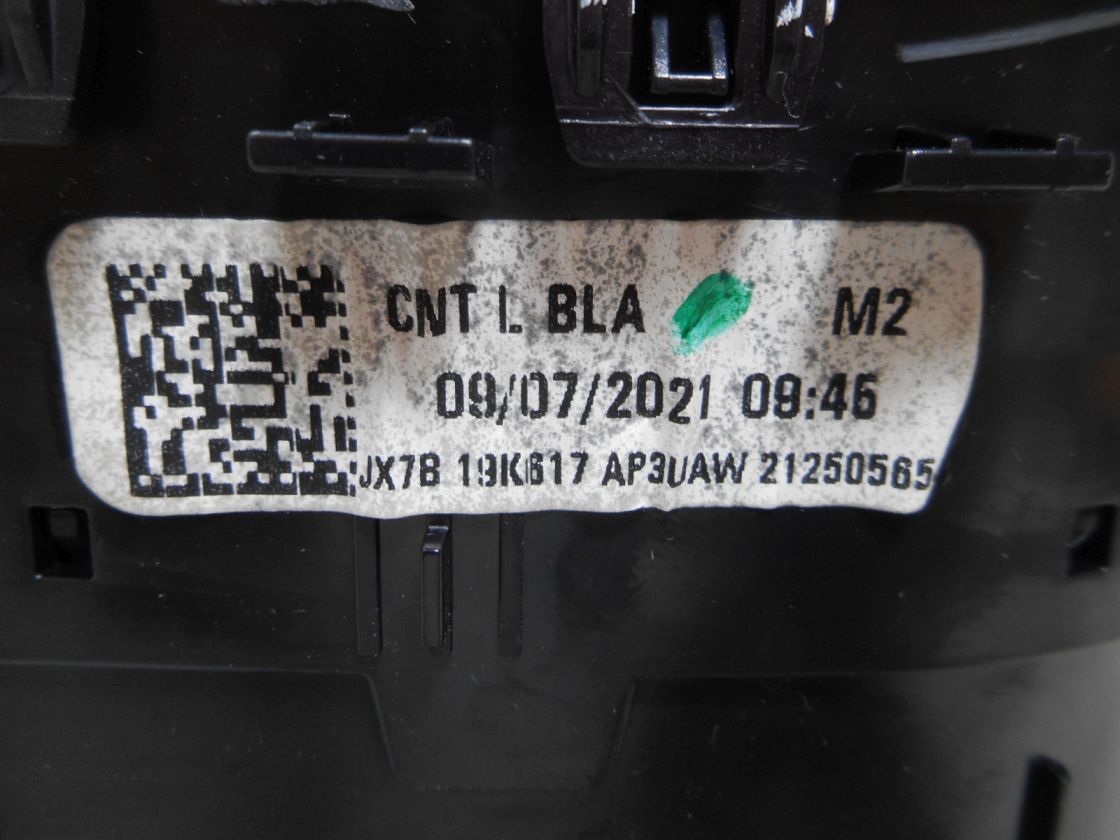 CNT L BLA M2
09/07/2021 09:46
JX7B 19K617 AP3UAW 21250565